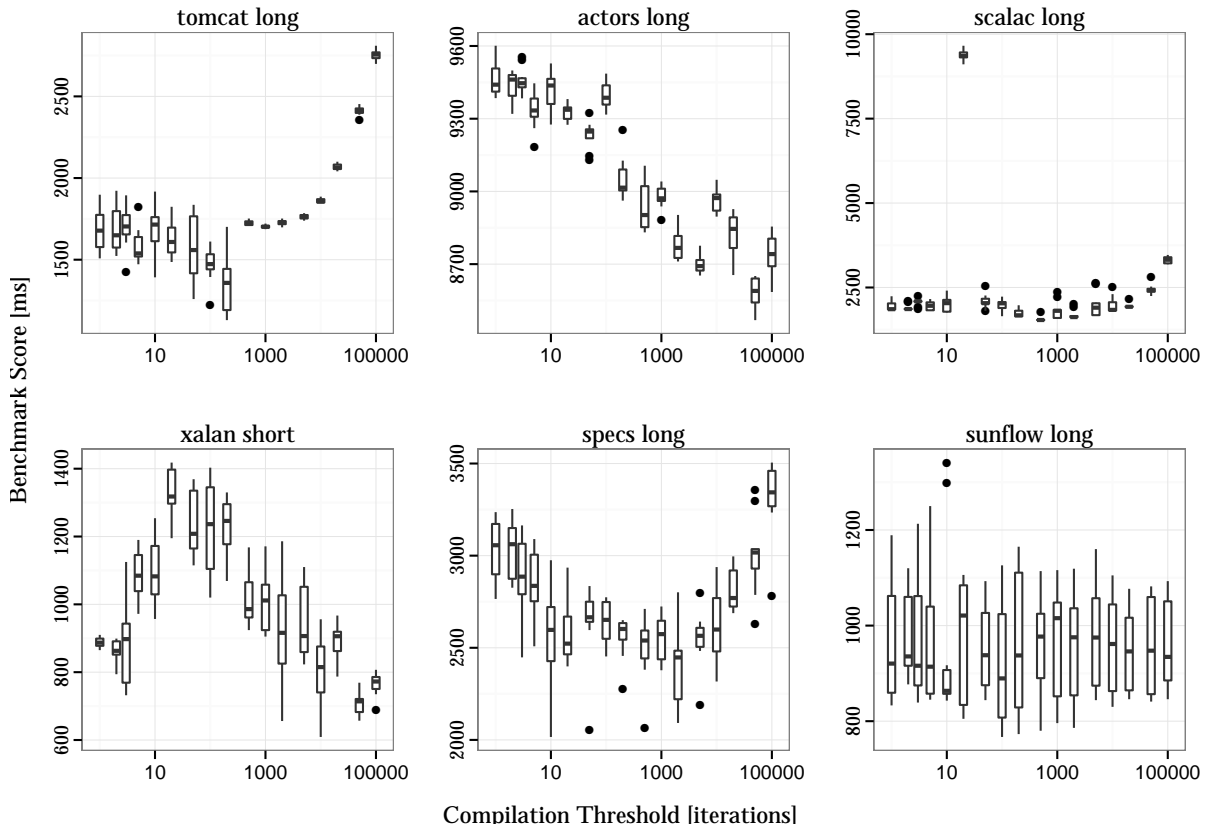 tomcat long
actors long
scalac long
2500
2000
1500
10 1000 100000
9600
9300
9000
8700
10 1000 100000
10000
7500
5000
2500
10 1000 100000
Benchmark Score [ms]
xalan short
specs long
sunflow long
1400
1200
1000
800
600
10 1000 100000
3500
3000
2500
2000
10 1000 100000
1200
1000
800
10 1000 100000
Compilation Threshold [iterations]